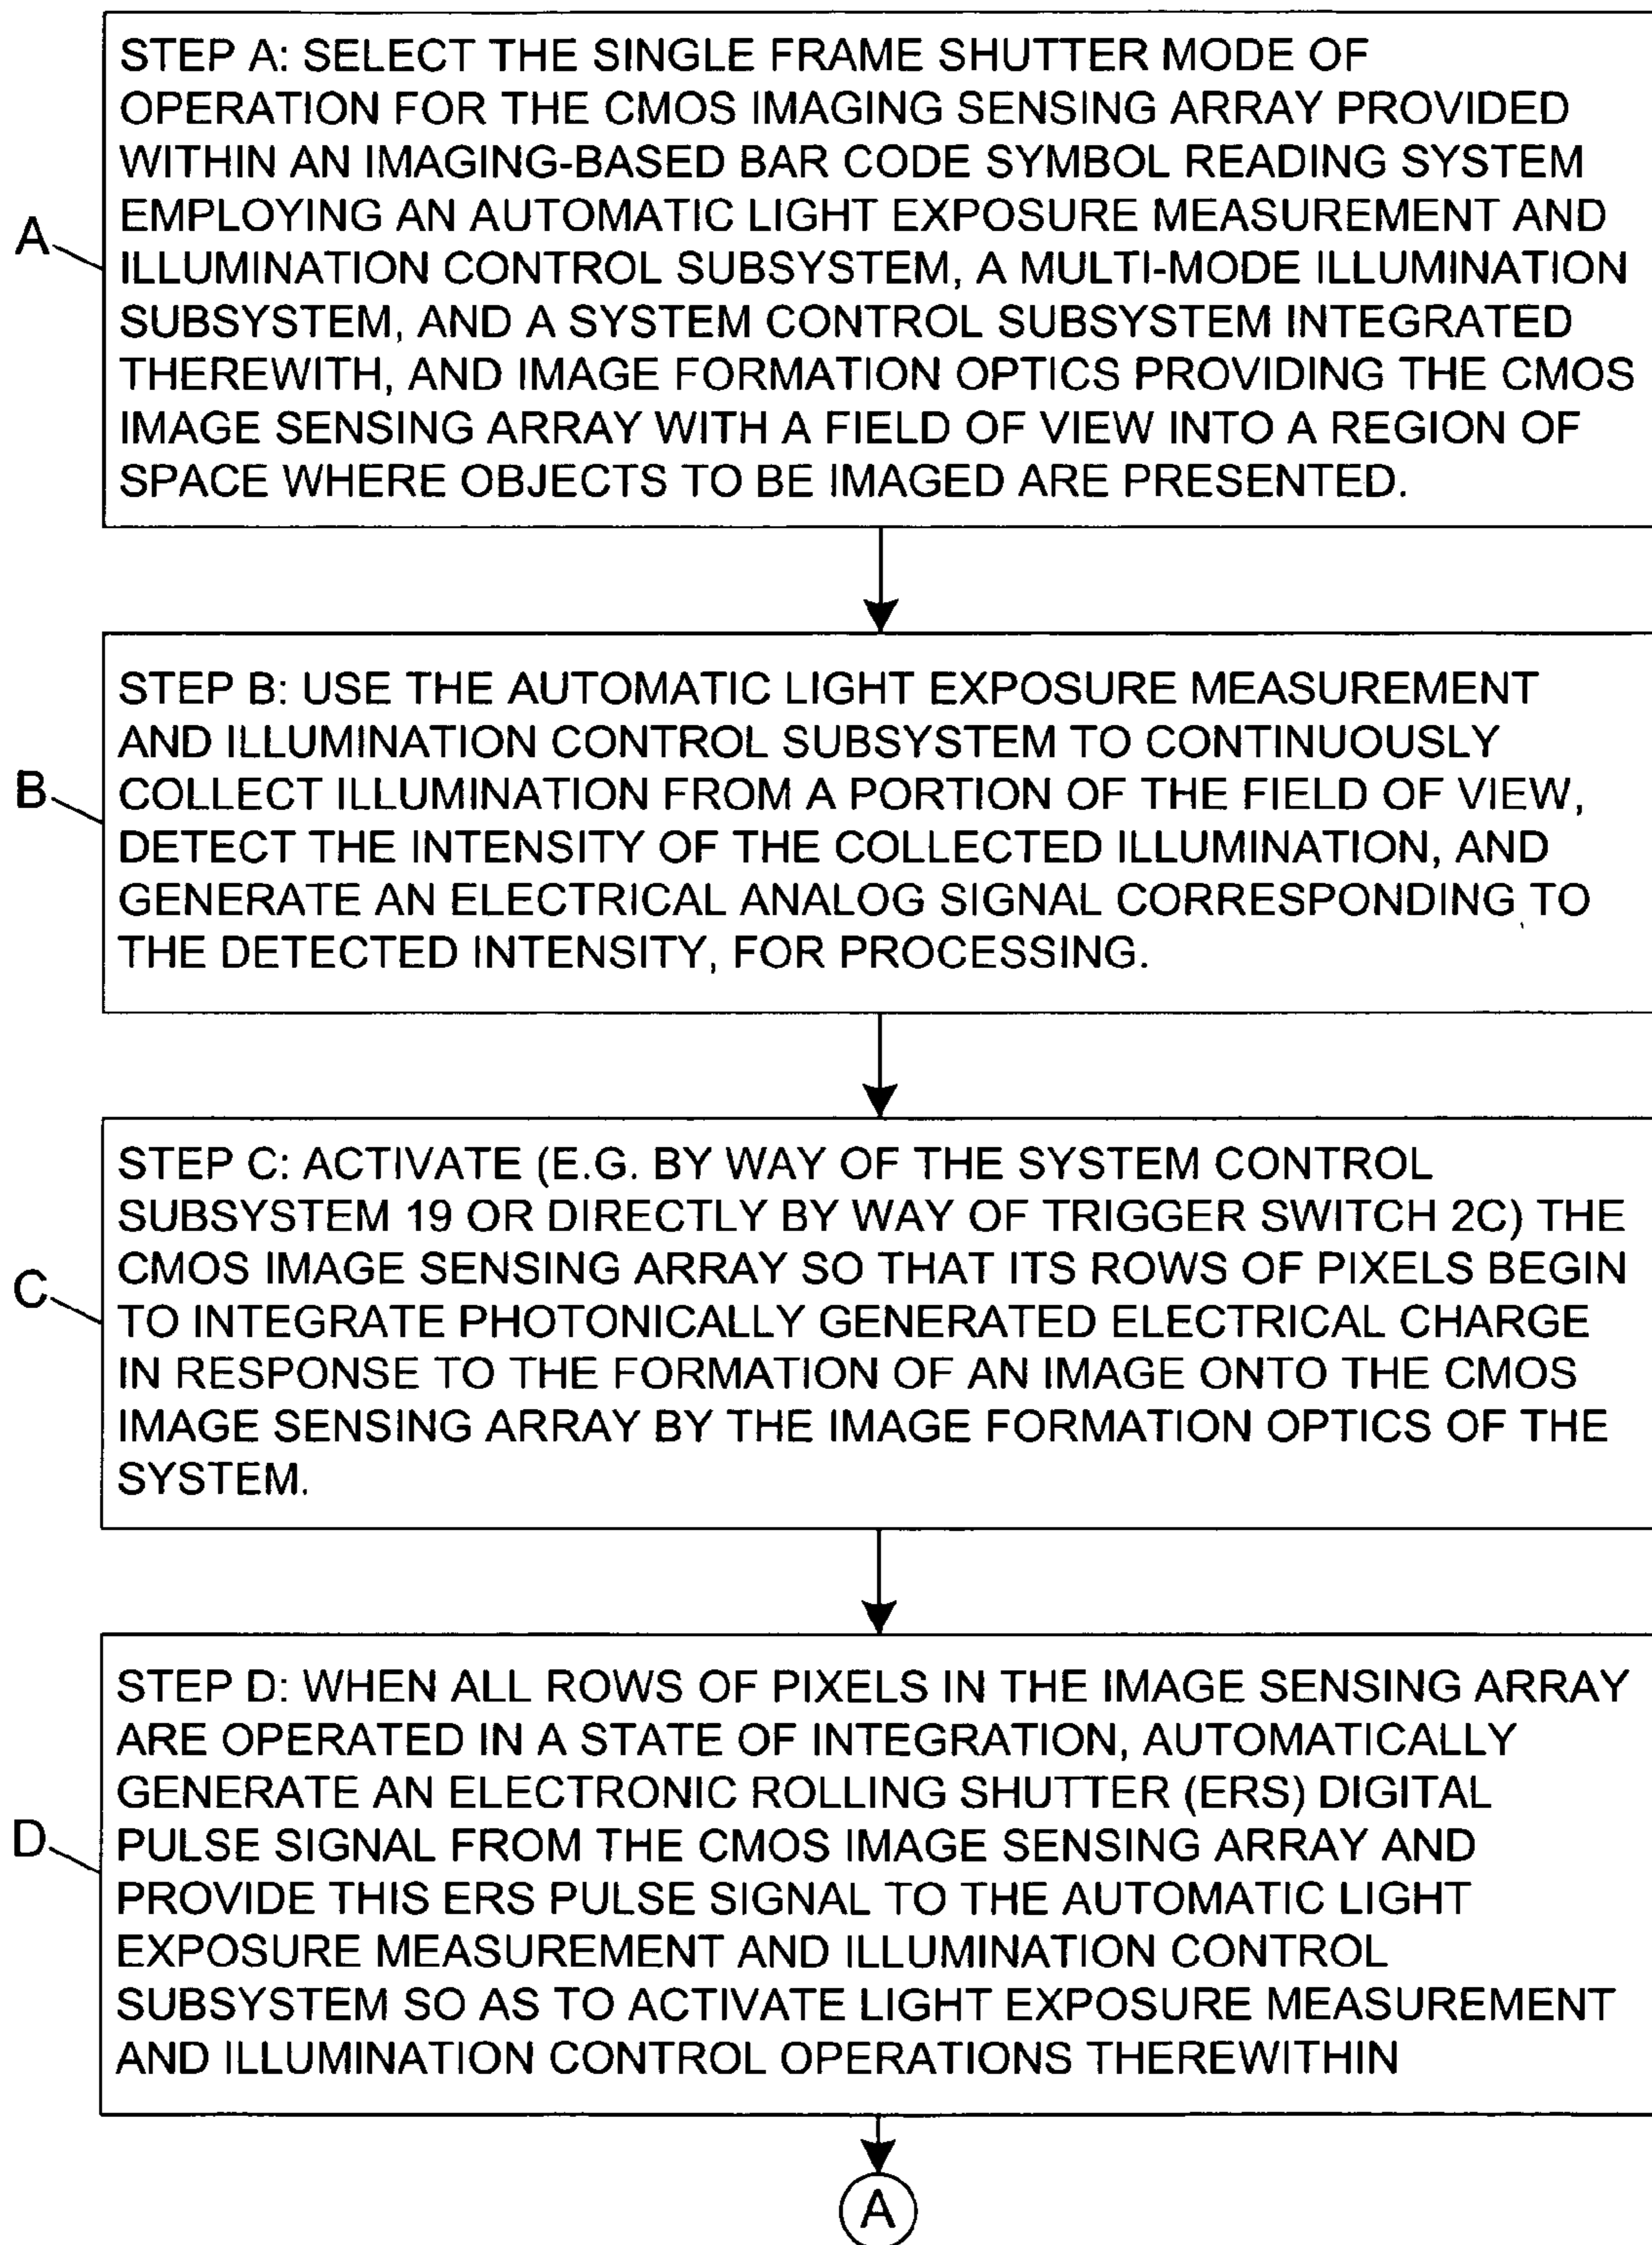 STEP A: SELECT THE SINGLE FRAME SHUTTER MODE OF
OPERATION FOR THE CMOS IMAGING SENSING ARRAY PROVIDED
WITHIN AN IMAGING-BASED BAR CODE SYMBOL READING SYSTEM
EMPLOYING AN AUTOMATIC LIGHT EXPOSURE MEASUREMENT AND
A
ILLUMINATION CONTROL SUBSYSTEM, A MULTI-MODE ILLUMINATION
SUBSYSTEM, AND A SYSTEM CONTROL SUBSYSTEM INTEGRATED
THEREWITH, AND IMAGE FORMATION OPTICS PROVIDING THE CMOS
IMAGE SENSING ARRAY WITH A FIELD OF VIEW INTO A REGION OF
SPACE WHERE OBJECTS TO BE IMAGED ARE PRESENTED.
STEP B: USE THE AUTOMATIC LIGHT EXPOSURE MEASUREMENT
AND ILLUMINATION CONTROL SUBSYSTEM TO CONTINUOUSLY
B
COLLECT ILLUMINATION FROM A PORTION OF THE FIELD OF VIEW,
DETECT THE INTENSITY OF THE COLLECTED ILLUMINATION, AND
GENERATE AN ELECTRICAL ANALOG SIGNAL CORRESPONDING TO
THE DETECTED INTENSITY, FOR PROCESSING.
STEP C: ACTIVATE (E.G. BY WAY OF THE SYSTEM CONTROL
SUBSYSTEM 19 OR DIRECTLY BY WAY OF TRIGGER SWITCH 2C) THE
CMOS IMAGE SENSING ARRAY SO THAT ITS ROWS OF PIXELS BEGIN
C
TO INTEGRATE PHOTONICALLY GENERATED ELECTRICAL CHARGE
IN RESPONSE TO THE FORMATION OF AN IMAGE ONTO THE CMOS
IMAGE SENSING ARRAY BY THE IMAGE FORMATION OPTICS OF THE
SYSTEM.
STEP D: WHEN ALL ROWS OF PIXELS IN THE IMAGE SENSING ARRAY
ARE OPERATED IN A STATE OF INTEGRATION, AUTOMATICALLY
GENERATE AN ELECTRONIC ROLLING SHUTTER (ERS) DIGITAL
D
PULSE SIGNAL FROM THE CMOS IMAGE SENSING ARRAY AND
PROVIDE THIS ERS PULSE SIGNAL TO THE AUTOMATIC LIGHT
EXPOSURE MEASUREMENT AND ILLUMINATION CONTROL
SUBSYSTEM SO AS TO ACTIVATE LIGHT EXPOSURE MEASUREMENT
AND ILLUMINATION CONTROL OPERATIONS THEREWITHIN
A